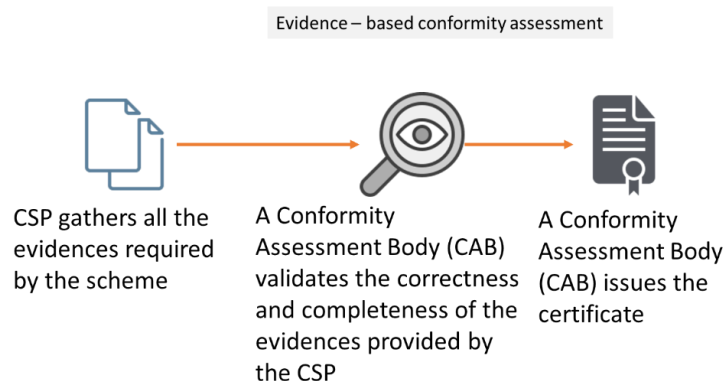 Evidence – based conformity assessment
CSP gathers all the
evidences required
by the scheme
A Conformity
Assessment Body (CAB)
validates the correctness
and completeness of the
evidences provided by
the CSP
A Conformity
Assessment Body
(CAB) issues the
certificate